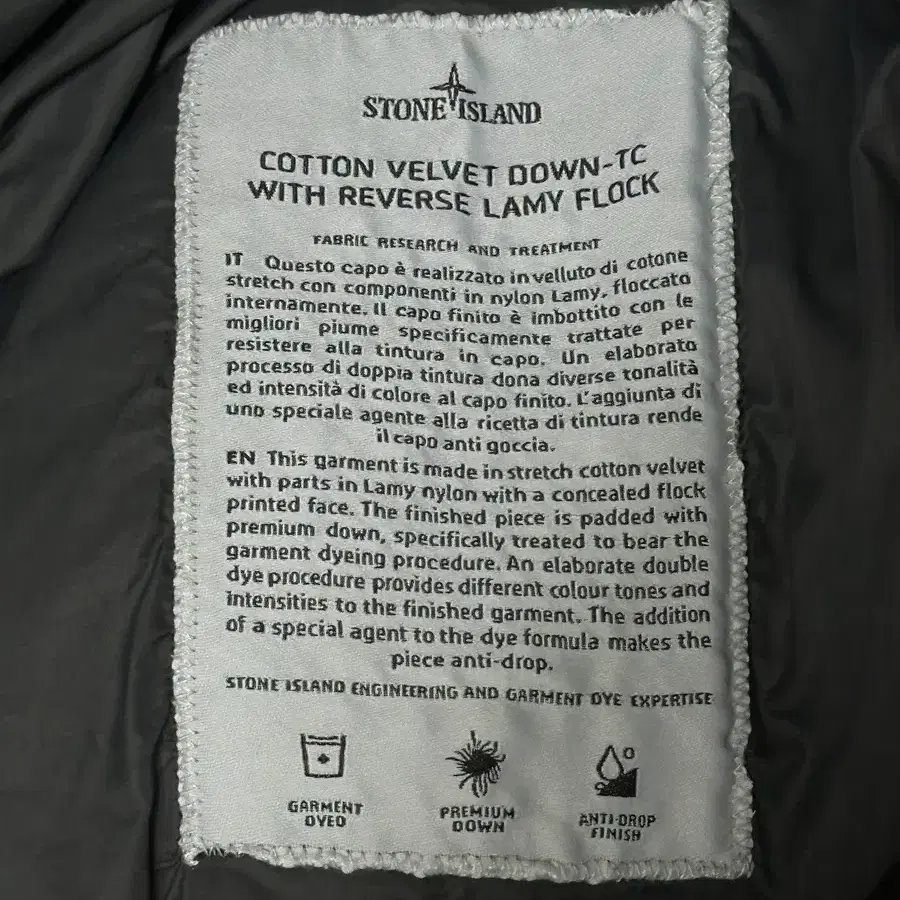 STONE ISLAND
COTTON VELVET DOWN-TC
WITH REVERSE LAMY FLOCK
FABRIC RESEARCH AND TREATMENT
IT Questo capo è realizzato in velluto di cotone
stretch con componenti in nylon Lamy, floccato
internamente. Il capo finito è imbottito con le
migliori piume specificamente trattate per
resistere alla tintura in capo. Un elaborato
processo di doppia tintura dona diverse tonalità
ed intensità di colore al capo finito. L'aggiunta di
uno speciale agente alla ricetta di tintura rende
il capo anti goccia.
EN This garment is made in stretch cotton velvet
with parts in Lamy nylon with a concealed flock
printed face. The finished piece is padded with
premium down, specifically treated to bear the
garment dyeing procedure. An elaborate double
dye procedure provides different colour tones and
intensities to the finished garment. The addition
of a special agent to the dye formula makes the
piece anti-drop.
STONE ISLAND ENGINEERING AND GARMENT DYE EXPERTISE
GARMENT
DYED
PREMIUM
DOWN
ANTI-DROP
FINISH